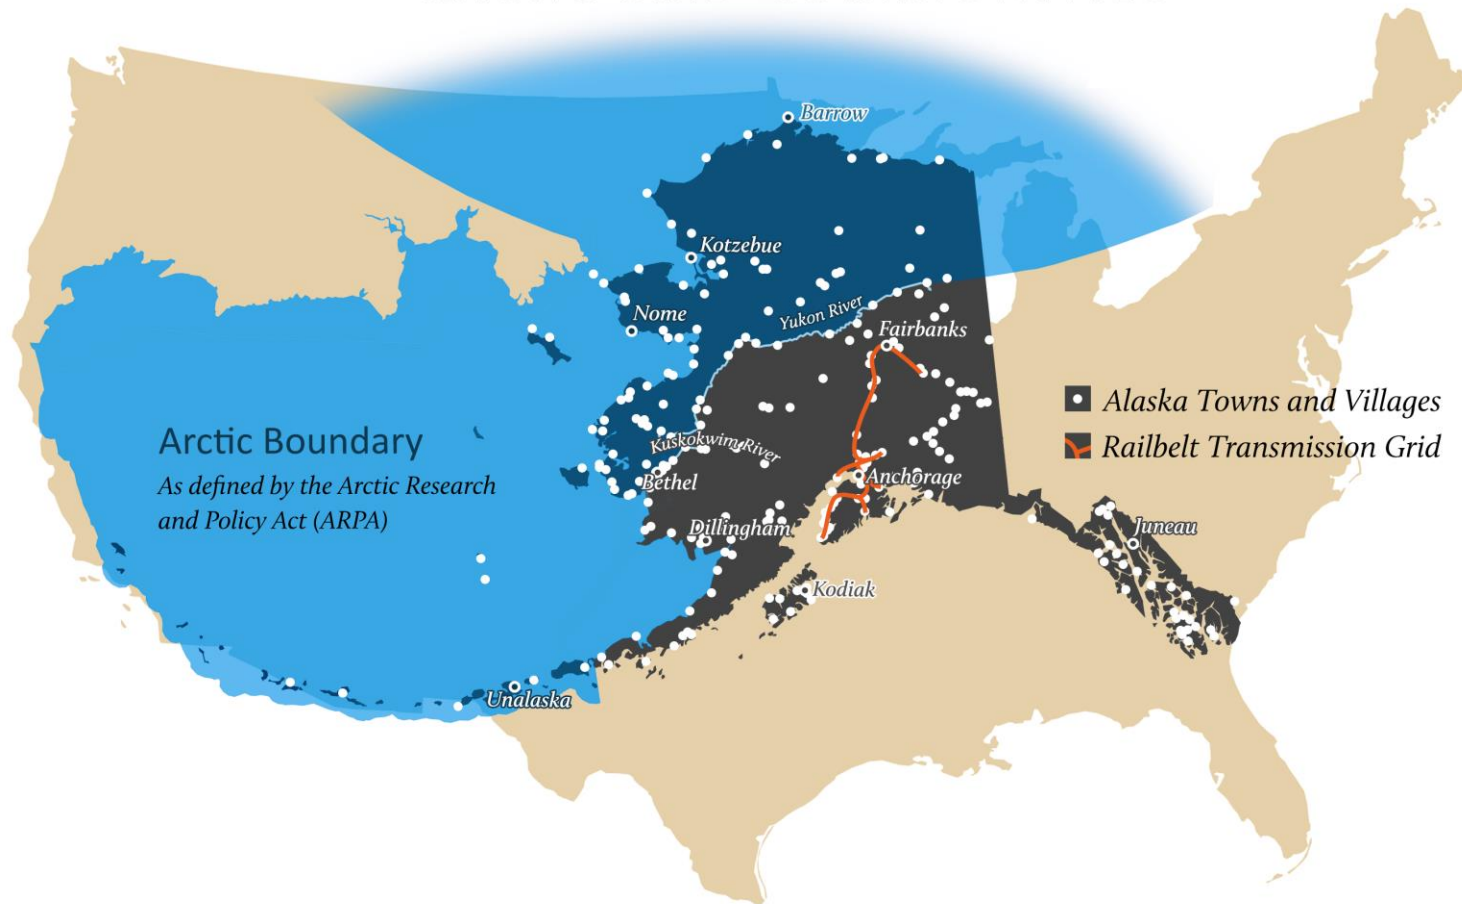 Barrow
Kotzebue
Nome
Yukon River
Fairbanks
Alaska Towns and Villages
Railbelt Transmission Grid
Arctic Boundary
As defined by the Arctic Research
and Policy Act (ARPA)
Kuskokwim River
Bethel
Anchorage
Dillingham
Juneau
Kodiak
Unalaska